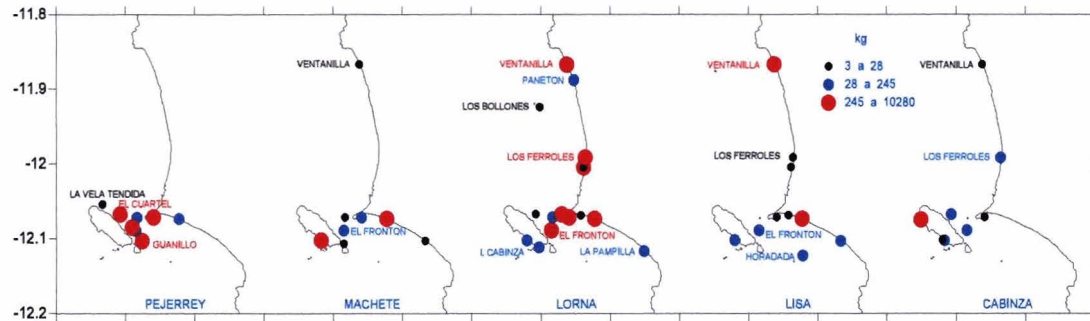 -11.8
kg
VENTANILLA
VENTANILLA
VENTANILLA
VENTANILLA
3 a 28
PANETON
28 a 245
-11.9
LOS BOLLONES
245 a 10280
LOS FERROLES
LOS FERROLES
LOS FERROLES
-12
LA VELA TENDIDA
EL CUARTEL
GUANILLO
EL FRONTON
EL FRONTON
EL FRONTON
-12.1
I. CABINZA
LA PAMPILLA
HORADADA
PEJERREY
MACHETE
LORNA
LISA
CABINZA
-12.2